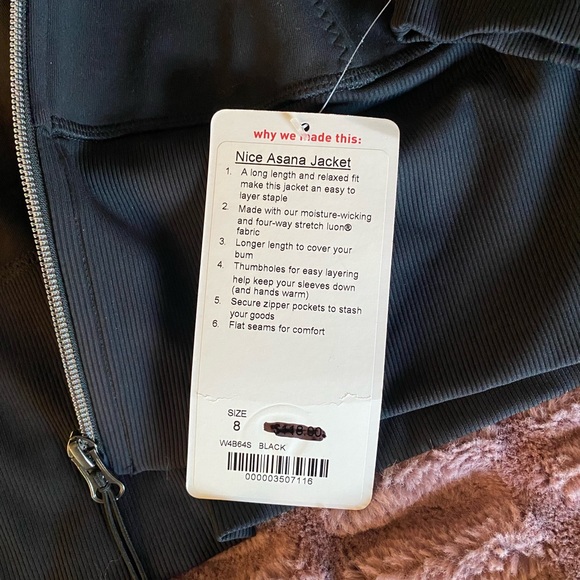 why we made this:
Nice Asana Jacket
1. A long length and relaxed fit
make this jacket an easy to
layer staple
2. Made with our moisture-wicking
and four-way stretch luon®
fabric
3. Longer length to cover your
bum
4. Thumbholes for easy layering
help keep your sleeves down
(and hands warm)
5. Secure zipper pockets to stash
your goods
6. Flat seams for comfort
SIZE
8
W4B64S BLACK
000003507116